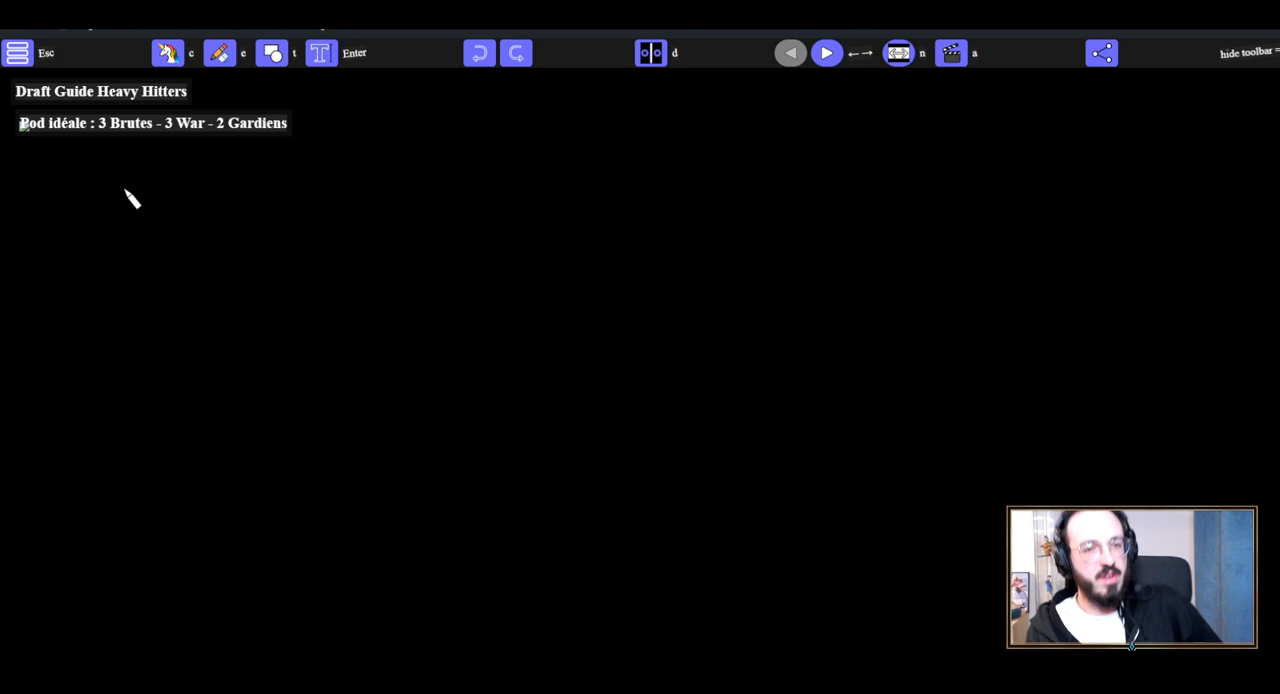 Esc
c
e
t
Enter
d
←→
n
a
hide toolbar =
Draft Guide Heavy Hitters
Pod idéale : 3 Brutes - 3 War - 2 Gardiens